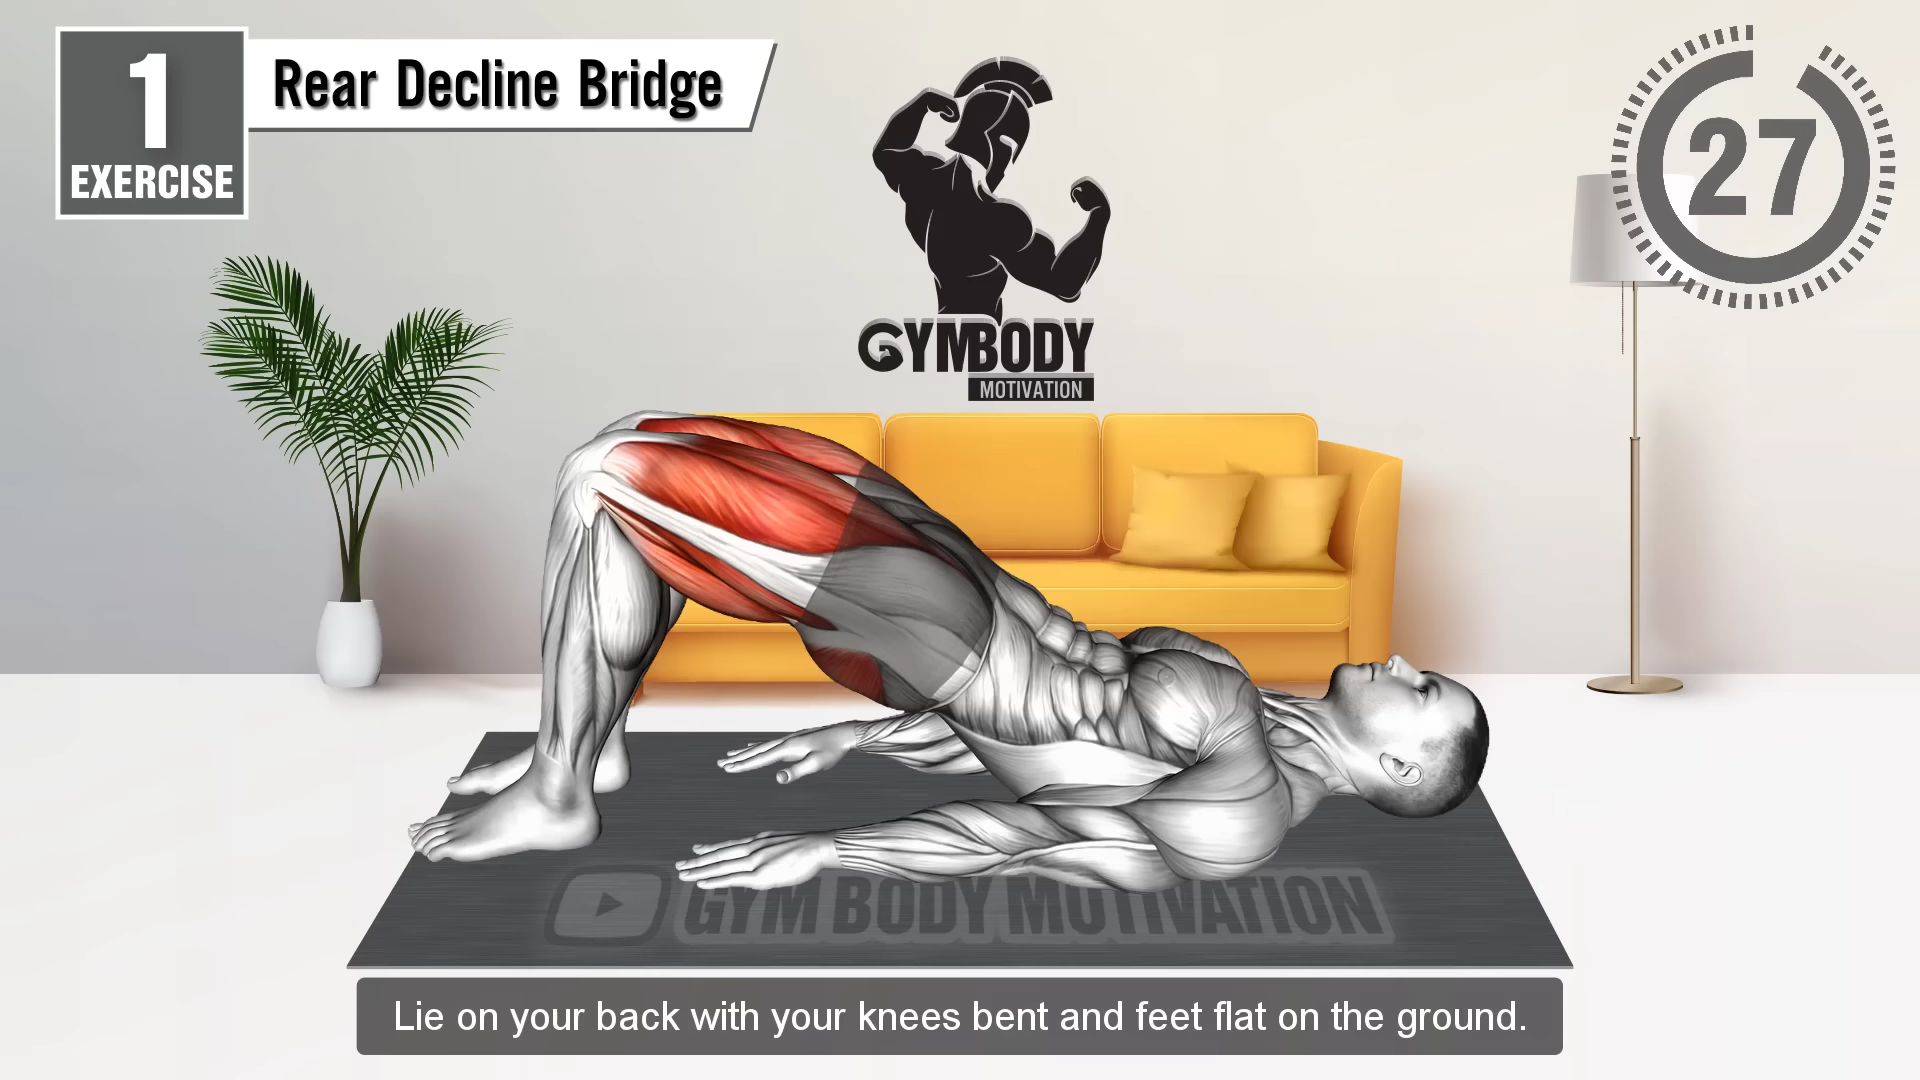 1
EXERCISE
Rear Decline Bridge
27
GYMBODY
MOTIVATION
GYM BODY MOTIVATION
Lie on your back with your knees bent and feet flat on the ground.